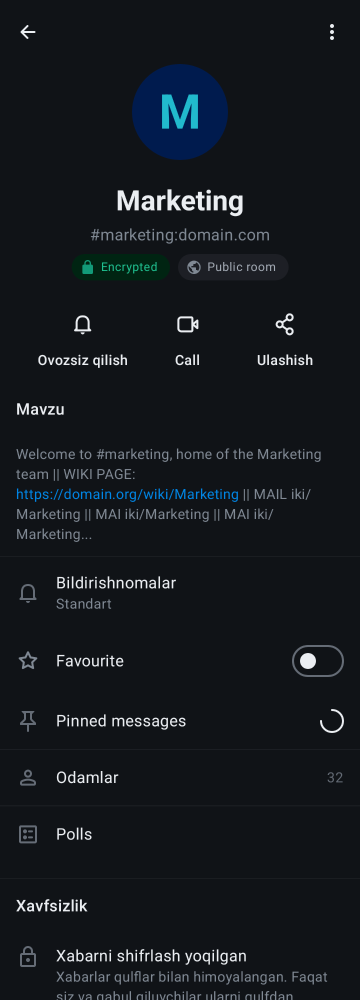 M
Marketing
#marketing:domain.com
Encrypted
Public room
Ovozsiz qilish
Call
Ulashish
Mavzu
Welcome to #marketing, home of the Marketing
team || WIKI PAGE:
https://domain.org/wiki/Marketing || MAIL iki/
Marketing || MAI iki/Marketing || MAI iki/
Marketing...
Bildirishnomalar
Standart
Favourite
Pinned messages
Odamlar
32
Polls
Xavfsizlik
Xabarni shifrlash yoqilgan
Xabarlar qulflar bilan himoyalangan. Faqat
siz va qabul qiluvchilar ularni qulfdan